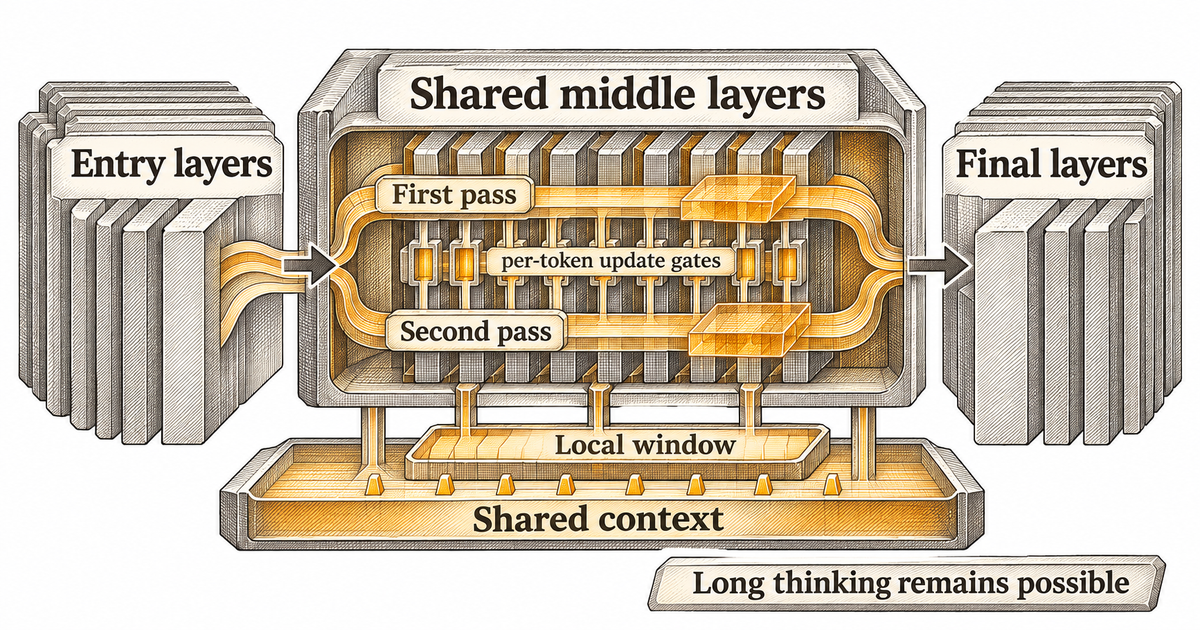 Shared middle layers
Entry layers
Final layers
First pass
per-token update gates
Second pass
Local window
Shared context
Long thinking remains possible